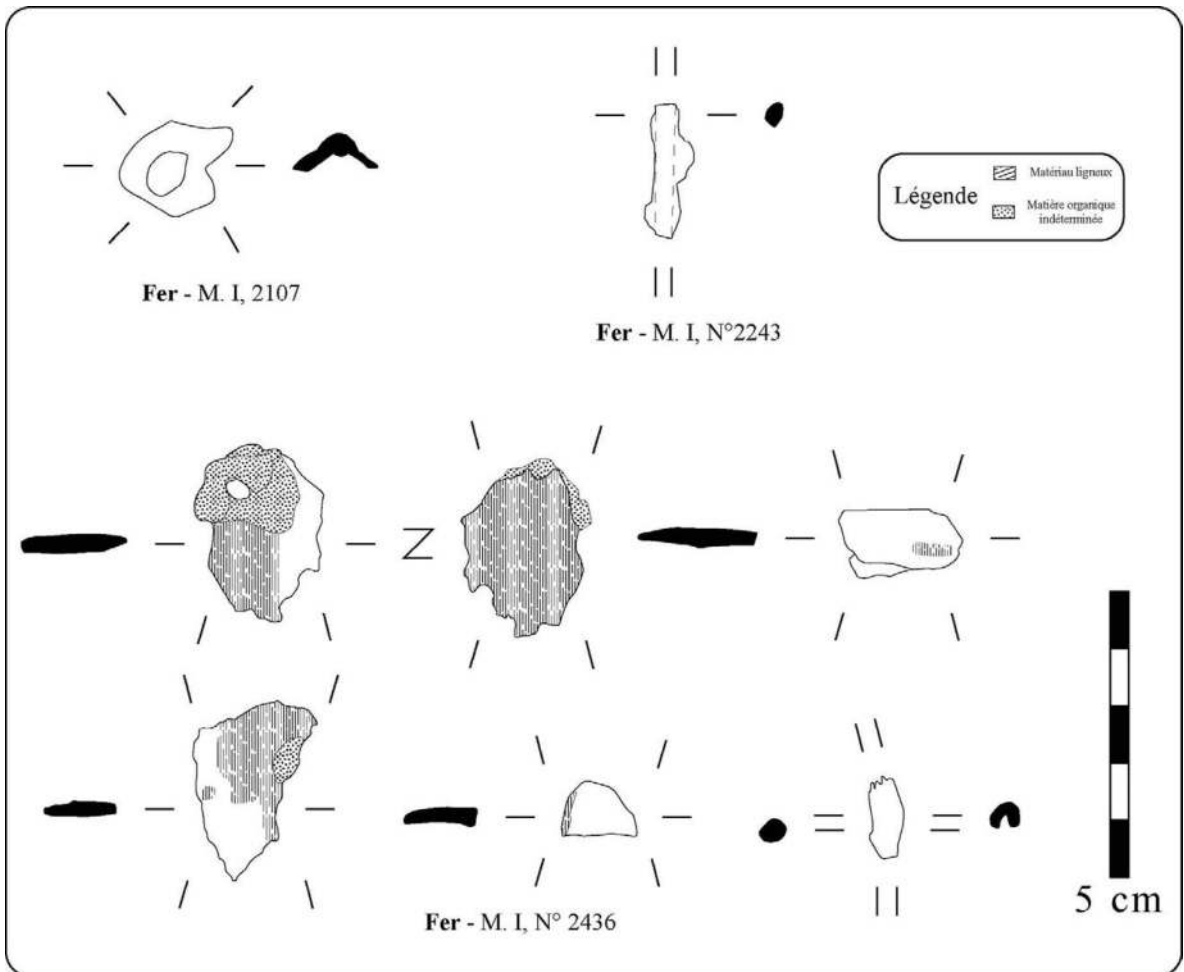 Fer - M. I, 2107
Fer - M. I, N°2243
Légende
Matériau ligneux
Matière organique
indéterminée
Fer - M. I, N° 2436
5 cm